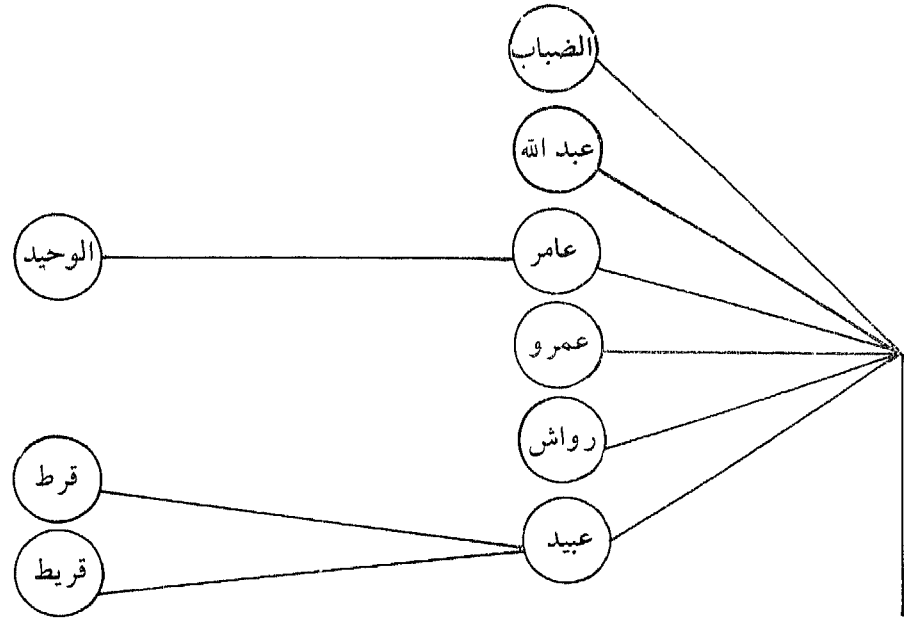 الضباب
عبد الله
عامر
الوحيد
عمرو
رواش
قرط
عبيد
قريط